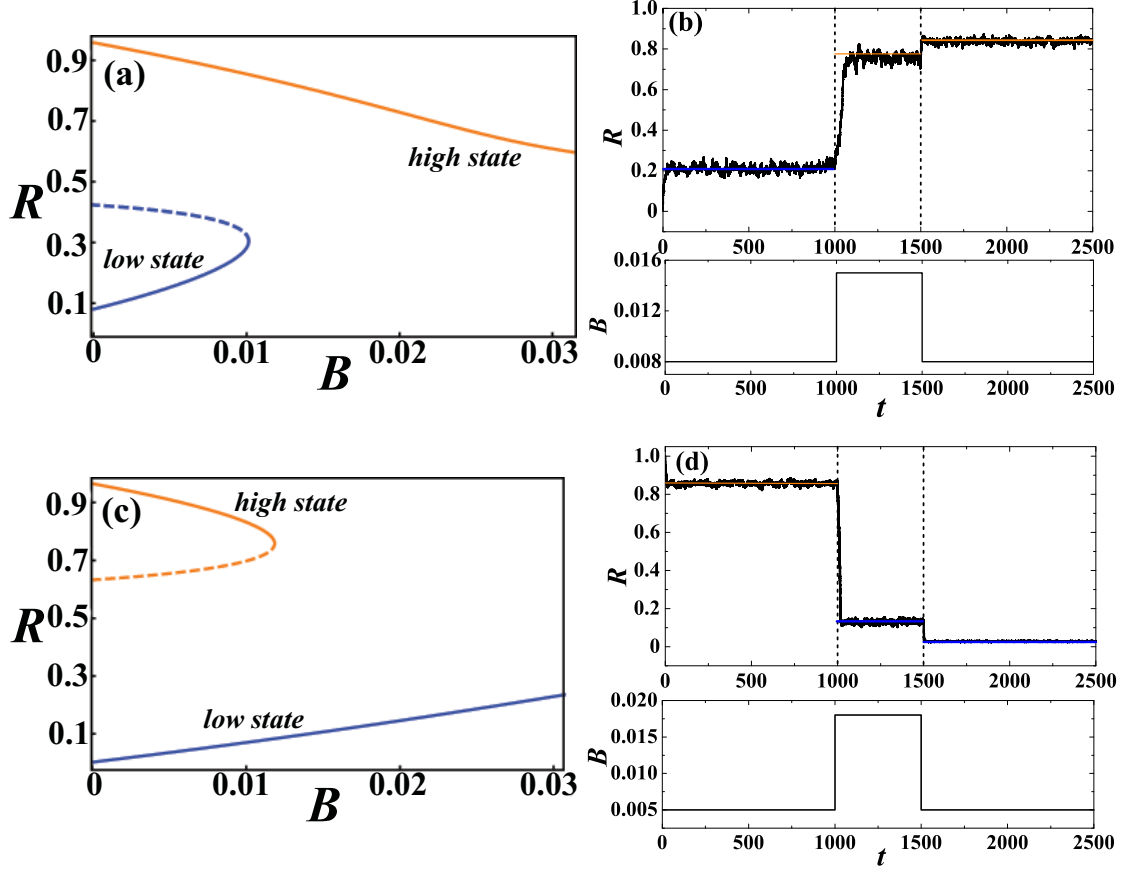 (a)
0.9
0.7
0.5
0.3
0.1
R
high state
low state
0 0.01 0.02 0.03
B
(b)
1.0
0.8
0.6
0.4
0.2
0
R
0 500 1000 1500 2000 2500
0.016
0.012
0.008
B
0 500 1000 1500 2000 2500
t
(c)
0.9
0.7
0.5
0.3
0.1
R
high state
low state
0 0.01 0.02 0.03
B
(d)
1.0
0.8
0.6
0.4
0.2
0
R
0 500 1000 1500 2000 2500
0.020
0.015
0.010
0.005
B
0 500 1000 1500 2000 2500
t